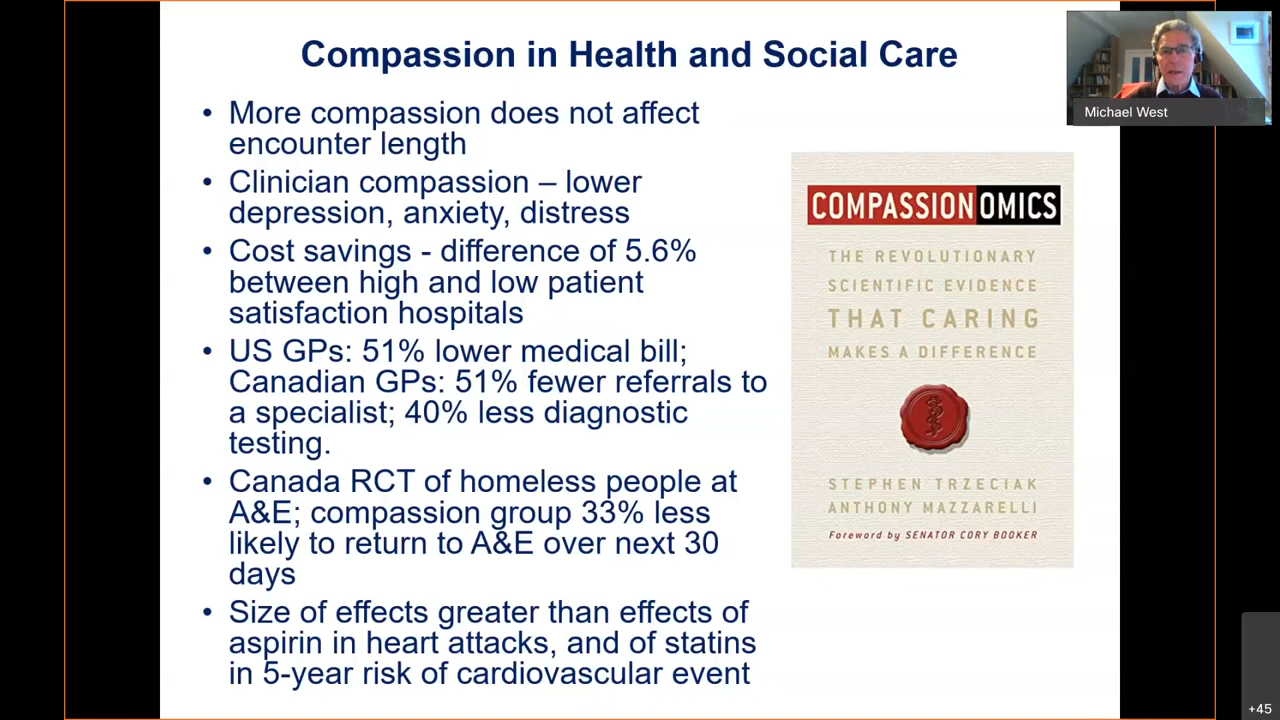 Compassion in Health and Social Care
• More compassion does not affect
encounter length
• Clinician compassion – lower
depression, anxiety, distress
• Cost savings - difference of 5.6%
between high and low patient
satisfaction hospitals
• US GPs: 51% lower medical bill;
Canadian GPs: 51% fewer referrals to
a specialist; 40% less diagnostic
testing.
• Canada RCT of homeless people at
A&E; compassion group 33% less
likely to return to A&E over next 30
days
• Size of effects greater than effects of
aspirin in heart attacks, and of statins
in 5-year risk of cardiovascular event
COMPASSIONOMICS
THE REVOLUTIONARY
SCIENTIFIC EVIDENCE
THAT CARING
MAKES A DIFFERENCE
STEPHEN TRZECIAK
ANTHONY MAZZARELLI
Foreword by SENATOR CORY BOOKER
Michael West
+45